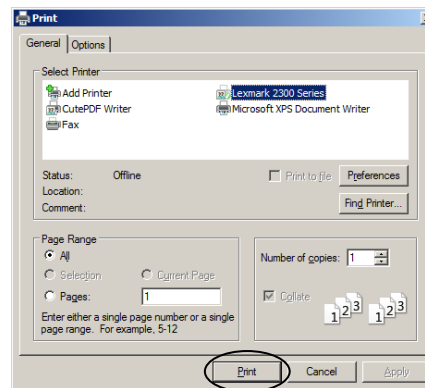 Print
General Options
Select Printer
Add Printer Lexmark 2300 Series
CutePDF Writer Microsoft XPS Document Writer
Fax
Status: Offline Print to file Preferences
Location:
Comment: Find Printer...
Page Range
All Number of copies: 1
Selection Current Page
Pages: 1 Collate
Enter either a single page number or a single
page range. For example, 5-12
1 2 3 1 2 3
Print Cancel Apply